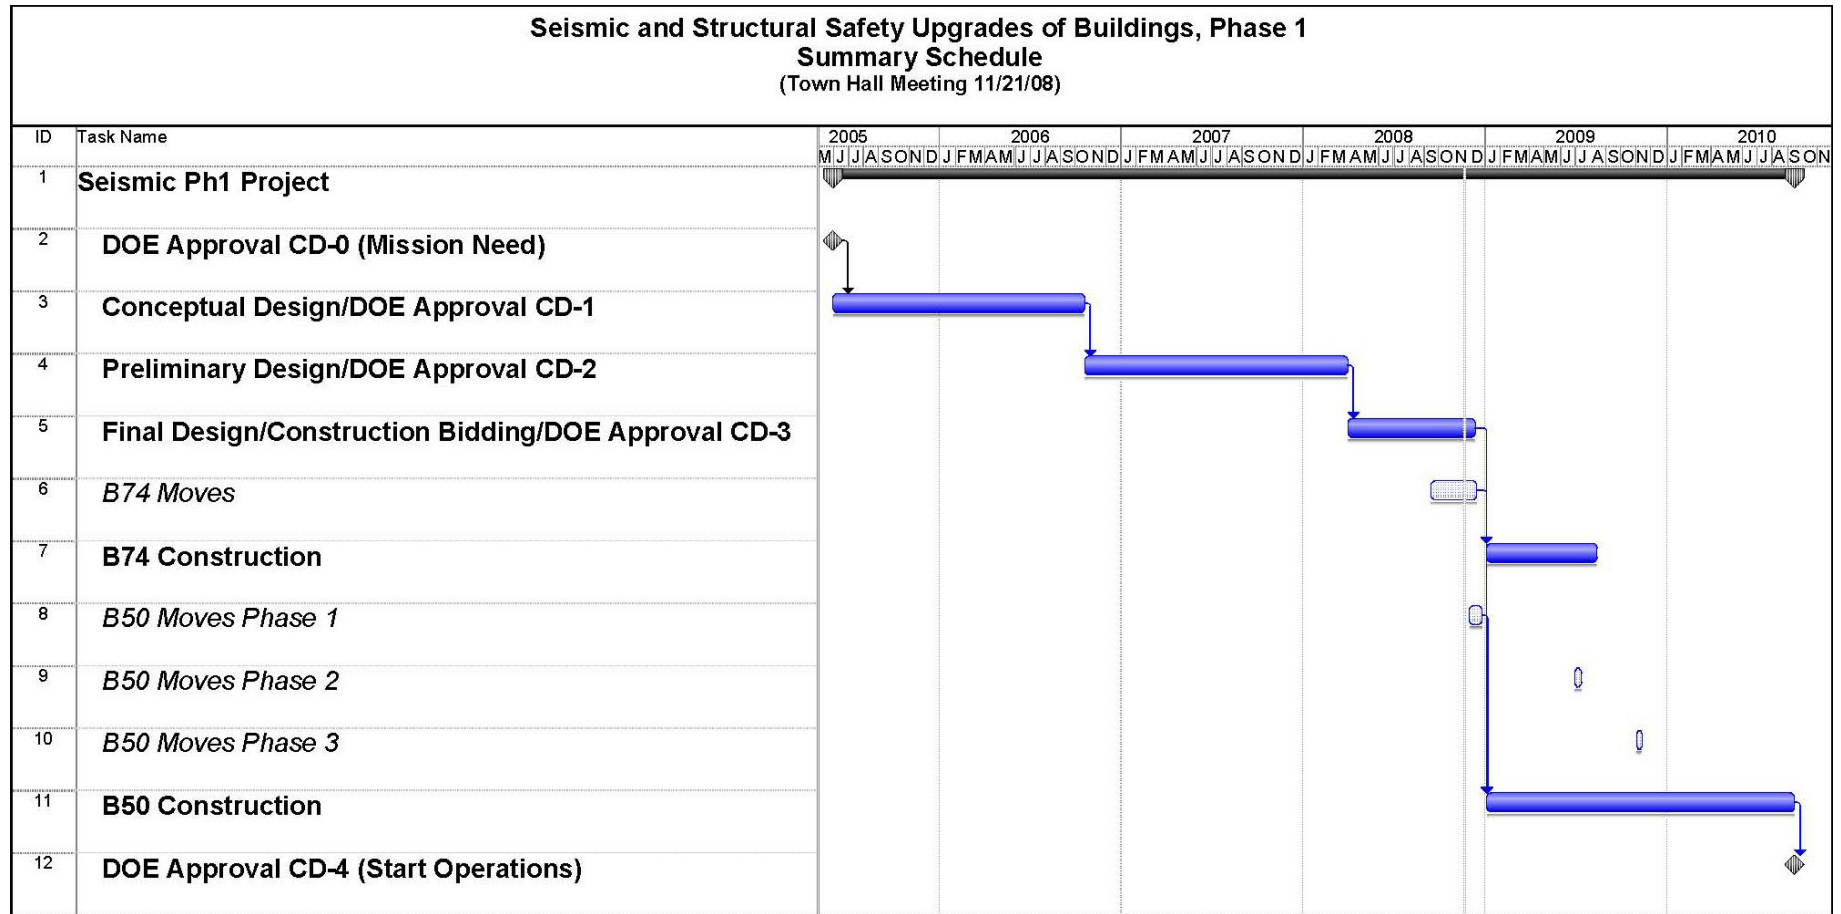 Seismic and Structural Safety Upgrades of Buildings, Phase 1
Summary Schedule
(Town Hall Meeting 11/21/08)
ID Task Name 2005 2006 2007 2008 2009 2010
M J J A S O N D J F M A M J J A S O N D J F M A M J J A S O N D J F M A M J J A S O N D J F M A M J J A S O N D J F M A M J J A S O N
1 Seismic Ph1 Project
2 DOE Approval CD-0 (Mission Need)
3 Conceptual Design/DOE Approval CD-1
4 Preliminary Design/DOE Approval CD-2
5 Final Design/Construction Bidding/DOE Approval CD-3
6 B74 Moves
7 B74 Construction
8 B50 Moves Phase 1
9 B50 Moves Phase 2
10 B50 Moves Phase 3
11 B50 Construction
12 DOE Approval CD-4 (Start Operations)